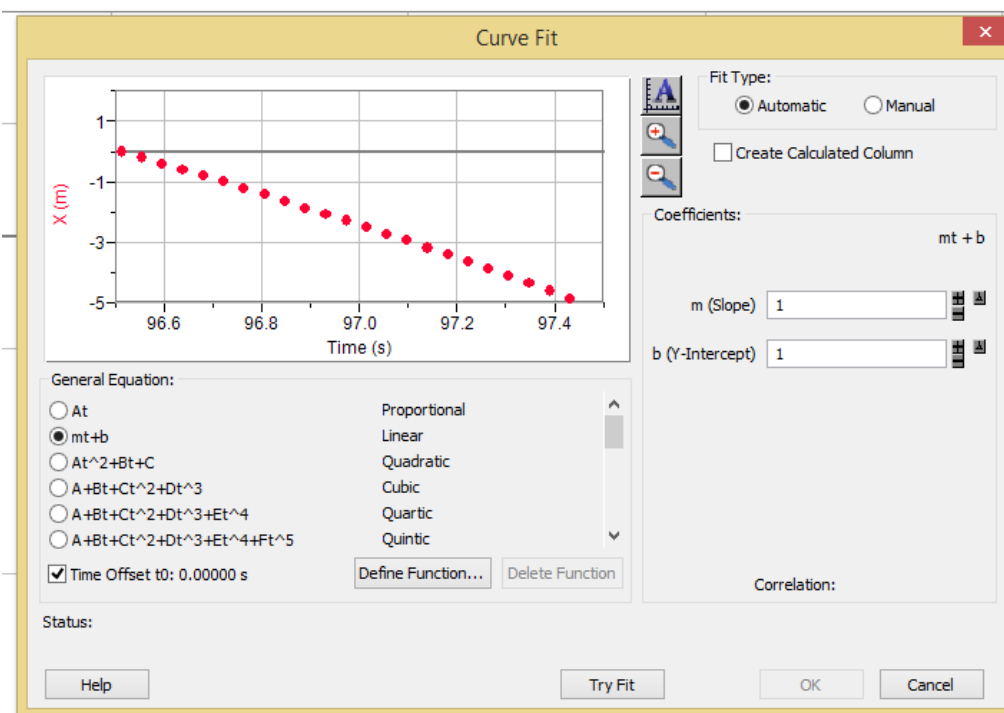 Curve Fit
X (m)
1
-1
-3
-5
96.6 96.8 97.0 97.2 97.4
Time (s)
Fit Type:
Automatic Manual
Create Calculated Column
Coefficients:
mt + b
m (Slope) 1
b (Y-Intercept) 1
Correlation:
General Equation:
At Proportional
mt+b Linear
At^2+Bt+C Quadratic
A+Bt+Ct^2+Dt^3 Cubic
A+Bt+Ct^2+Dt^3+Et^4 Quartic
A+Bt+Ct^2+Dt^3+Et^4+Ft^5 Quintic
Time Offset t0: 0.00000 s
Define Function... Delete Function
Status:
Help Try Fit OK Cancel